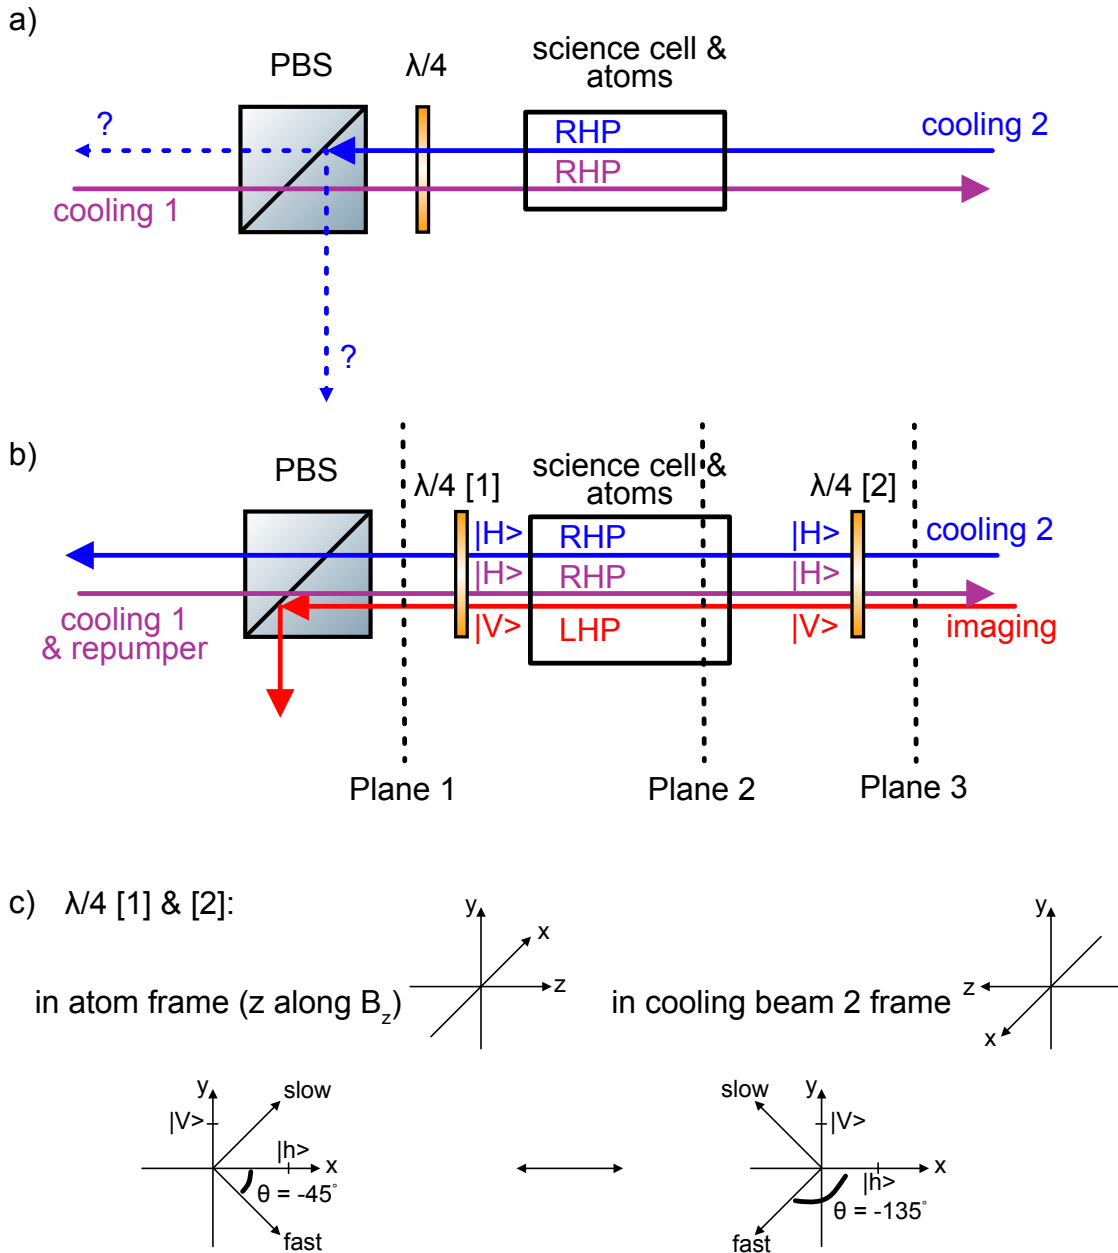 a)
PBS
λ/4
science cell &
atoms
?
RHP
cooling 2
RHP
cooling 1
?
b)
PBS
λ/4 [1]
science cell &
atoms
λ/4 [2]
|H>
RHP
|H>
cooling 2
|H>
RHP
|H>
cooling 1
& repumper
|V>
LHP
|V>
imaging
Plane 1
Plane 2
Plane 3
c) λ/4 [1] & [2]:
y
x
z
in atom frame (z along Bz)
y
z
x
in cooling beam 2 frame
y
slow
|V>
|h>
x
θ = -45°
fast
y
slow
|V>
|h>
x
θ = -135°
fast